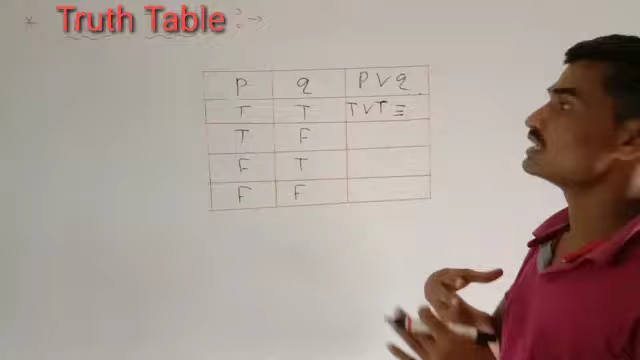 * Truth Table :→
P q P V q
T T T V T ≡
T F
F T
F F